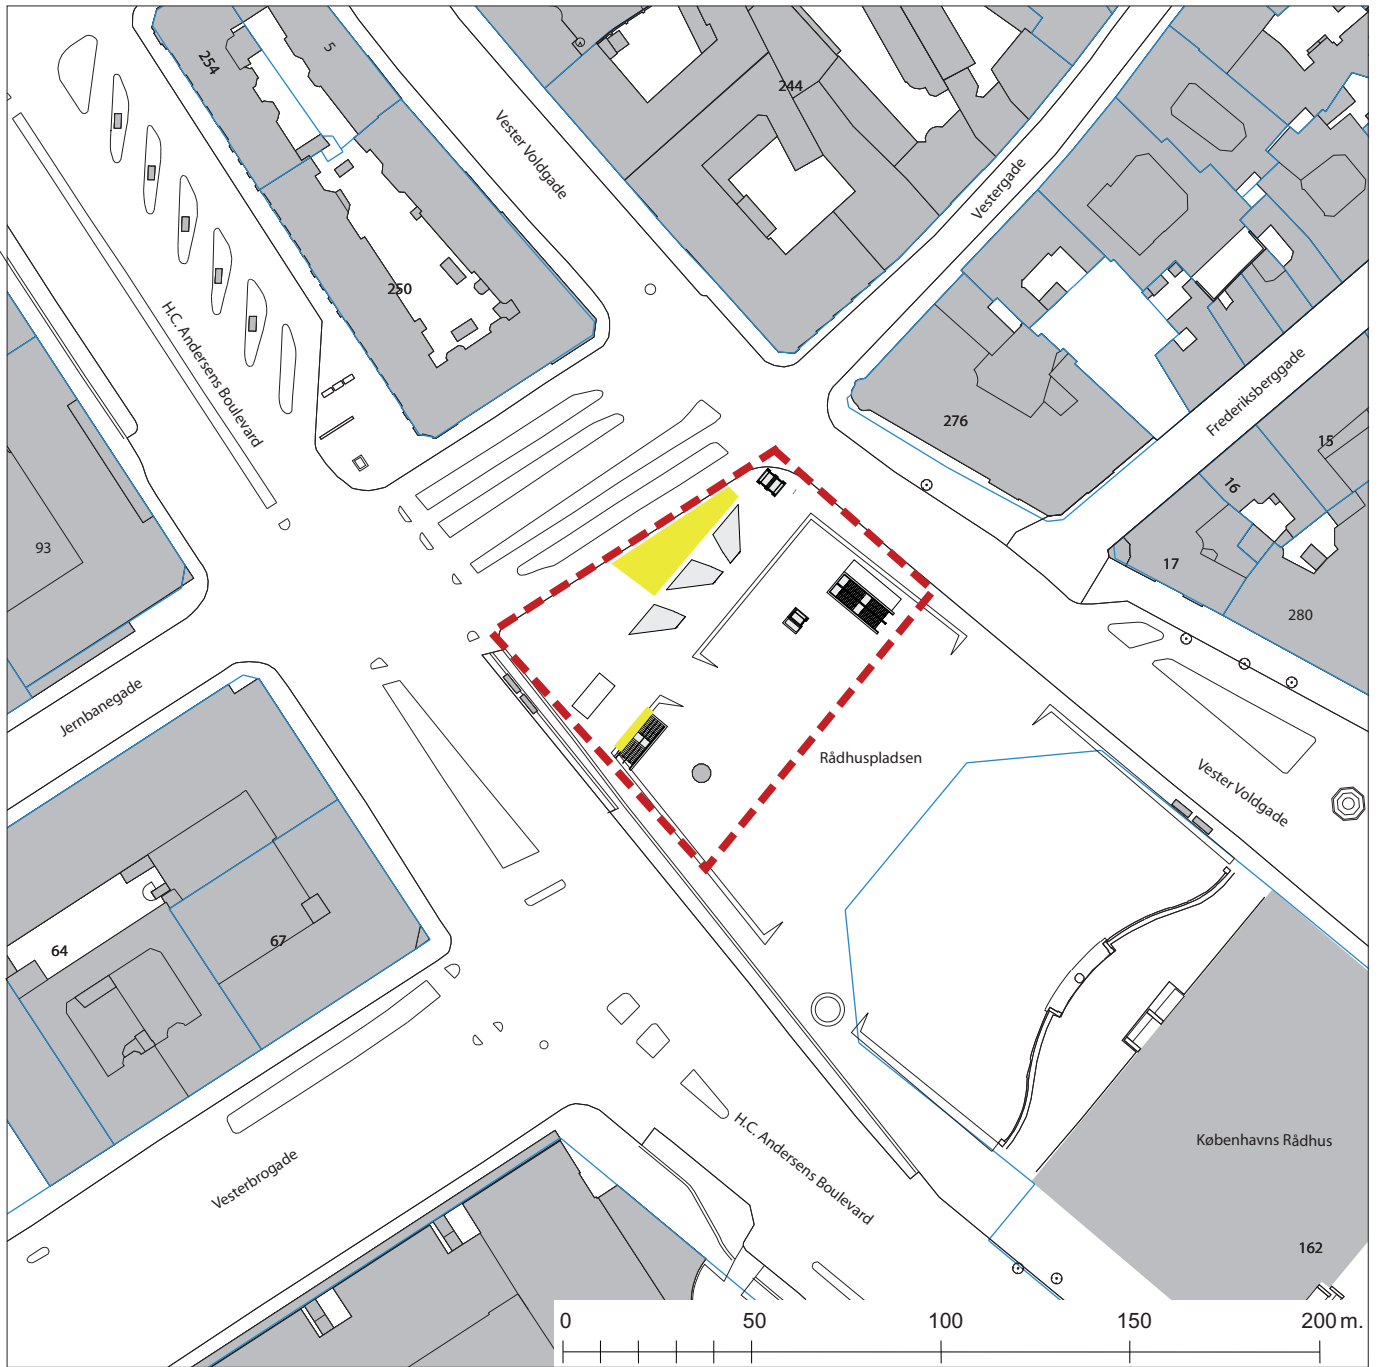 254
5
244
Vester Voldgade
Vestergade
250
H.C. Andersens Boulevard
276
Frederiksberggade
15
16
17
93
280
Jernbanegade
Rådhuspladsen
Vester Voldgade
64
67
H.C. Andersens Boulevard
Københavns Rådhus
Vesterbrogade
162
0 50 100 150 200 m.